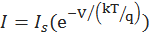 I = I_s(e^{-V/(kT/q)})